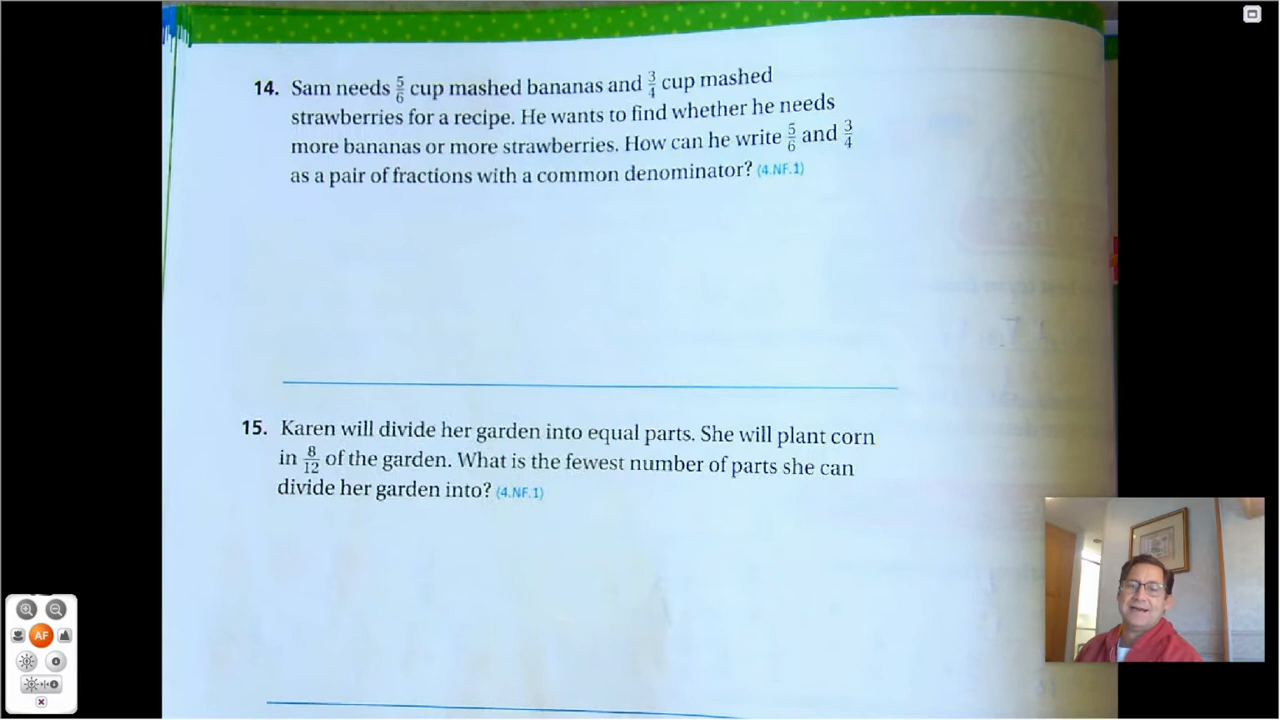 14. Sam needs 5/6 cup mashed bananas and 3/4 cup mashed
strawberries for a recipe. He wants to find whether he needs
more bananas or more strawberries. How can he write 5/6 and 3/4
as a pair of fractions with a common denominator? (4.NF.1)
15. Karen will divide her garden into equal parts. She will plant corn
in 8/12 of the garden. What is the fewest number of parts she can
divide her garden into? (4.NF.1)
AF